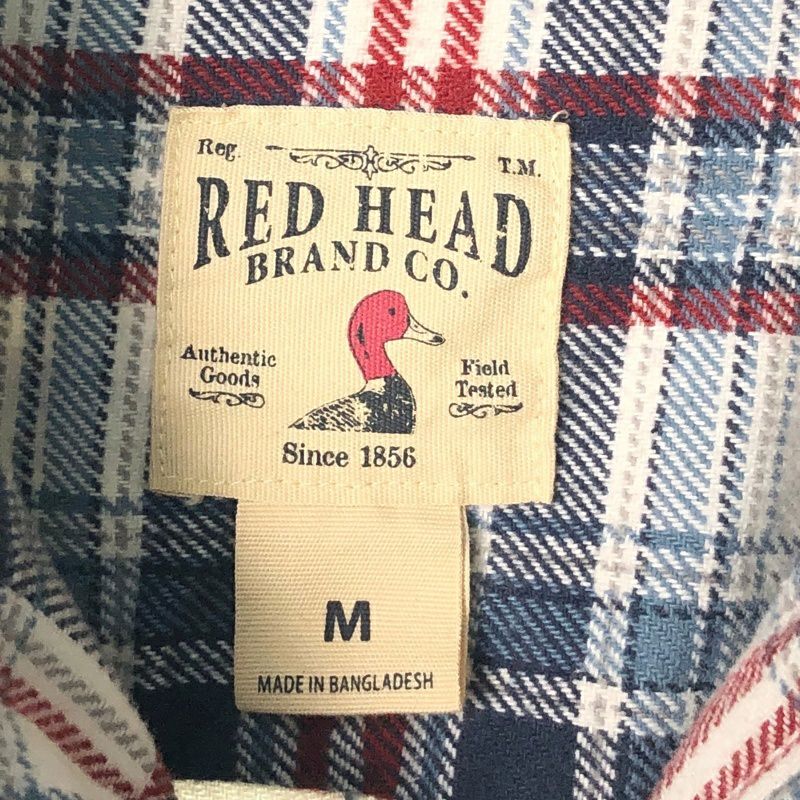 Reg. T.M.
RED HEAD
BRAND CO.
Authentic
Goods
Field
Tested
Since 1856
M
MADE IN BANGLADESH